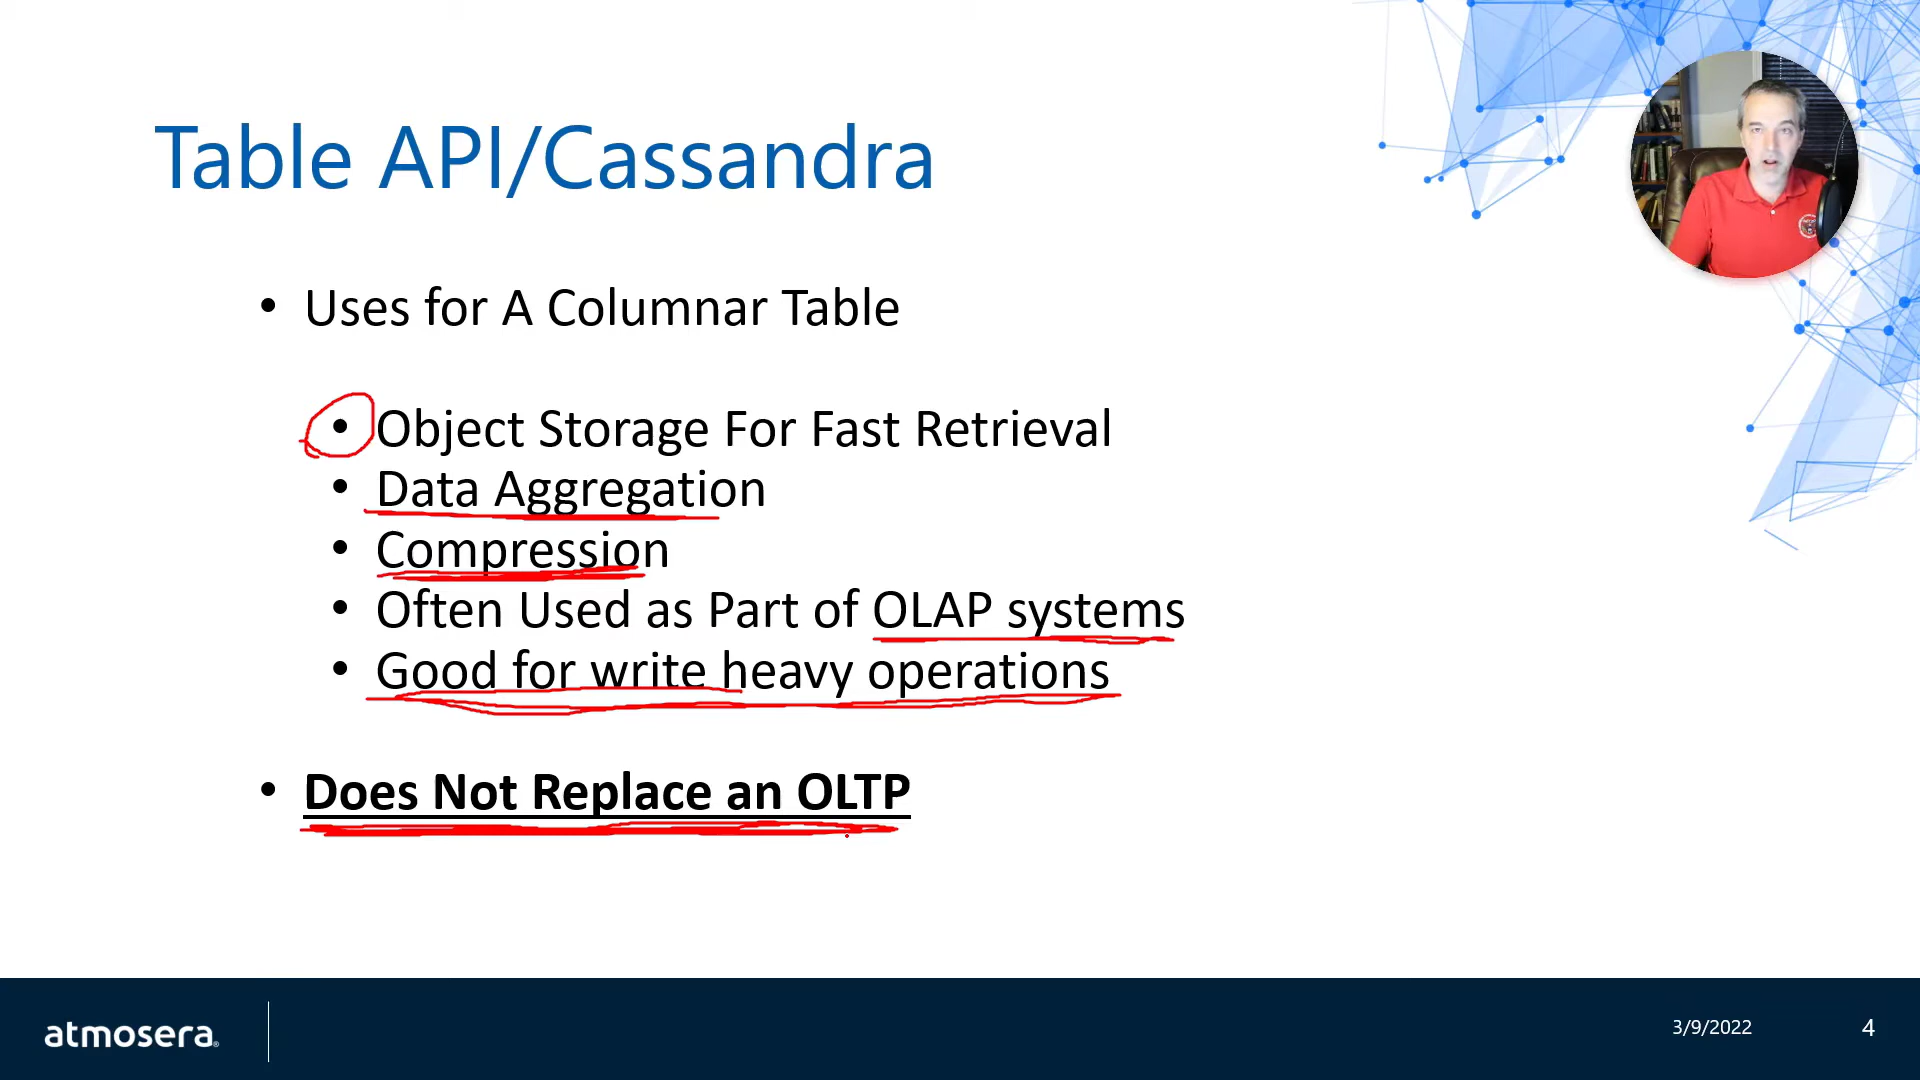 Table API/Cassandra
• Uses for A Columnar Table
• Object Storage For Fast Retrieval
• Data Aggregation
• Compression
• Often Used as Part of OLAP systems
• Good for write heavy operations
• Does Not Replace an OLTP
atmosera®
3/9/2022
4